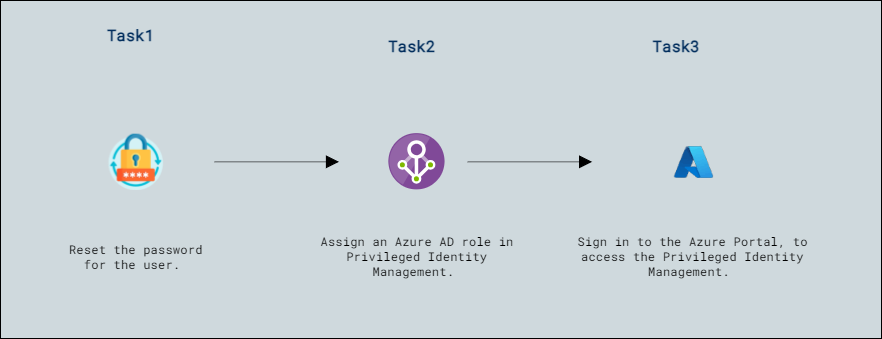 Task1
Task2
Task3
****
Reset the password
for the user.
Assign an Azure AD role in
Privileged Identity
Management.
Sign in to the Azure Portal, to
access the Privileged Identity
Management.